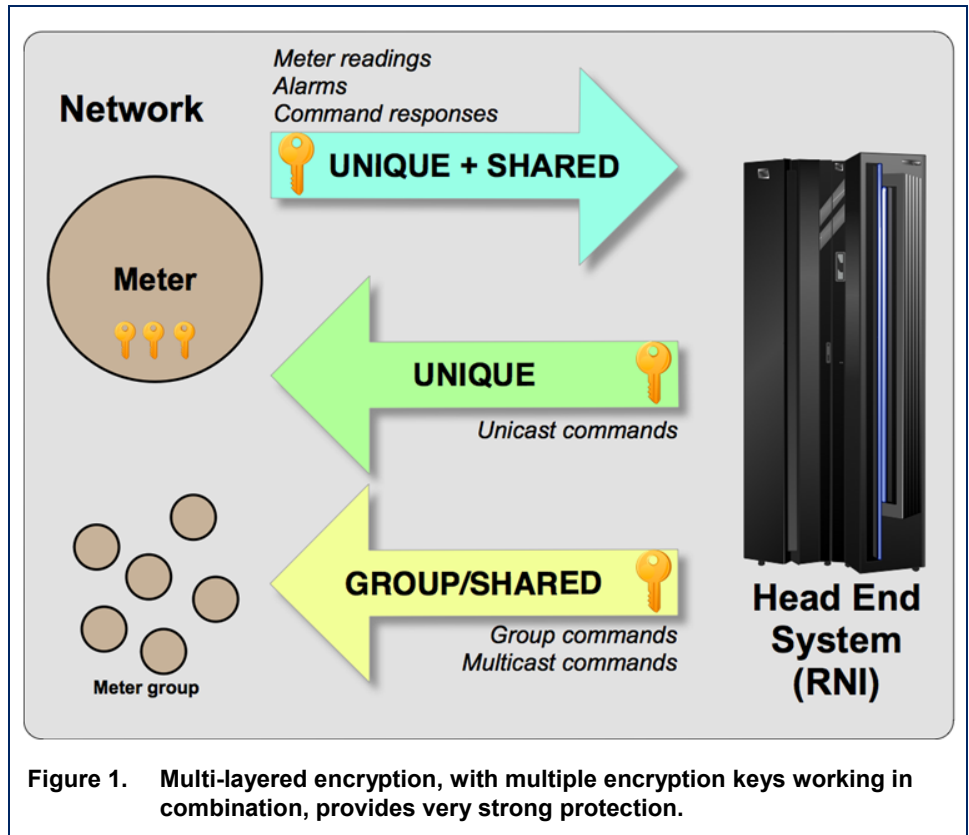 Meter readings
Alarms
Command responses
Network
UNIQUE + SHARED
Meter
UNIQUE
Unicast commands
GROUP/SHARED
Group commands
Multicast commands
Meter group
Head End
System
(RNI)
Figure 1. Multi-layered encryption, with multiple encryption keys working in
combination, provides very strong protection.